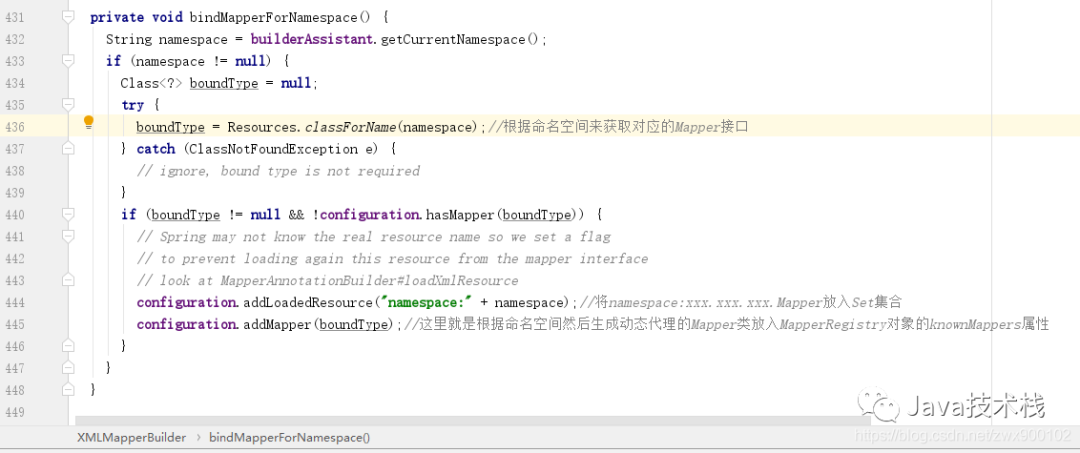 431 private void bindMapperForNamespace() {
432 String namespace = builderAssistant.getCurrentNamespace();
433 if (namespace != null) {
434 Class<?> boundType = null;
435 try {
436 boundType = Resources.classForName(namespace);//根据命名空间来获取对应的Mapper接口
437 } catch (ClassNotFoundException e) {
438 // ignore, bound type is not required
439 }
440 if (boundType != null && !configuration.hasMapper(boundType)) {
441 // Spring may not know the real resource name so we set a flag
442 // to prevent loading again this resource from the mapper interface
443 // look at MapperAnnotationBuilder#loadXmlResource
444 configuration.addLoadedResource("namespace:" + namespace);//将namespace:xxx.xxx.xxx.Mapper放入Set集合
445 configuration.addMapper(boundType);//这里就是根据命名空间然后生成动态代理的Mapper类放入MapperRegistry对象的knownMappers属性
446 }
447 }
448 }
449
Java技术栈
XMLMapperBuilder › bindMapperForNamespace()
https://blog.csdn.net/zwx900102